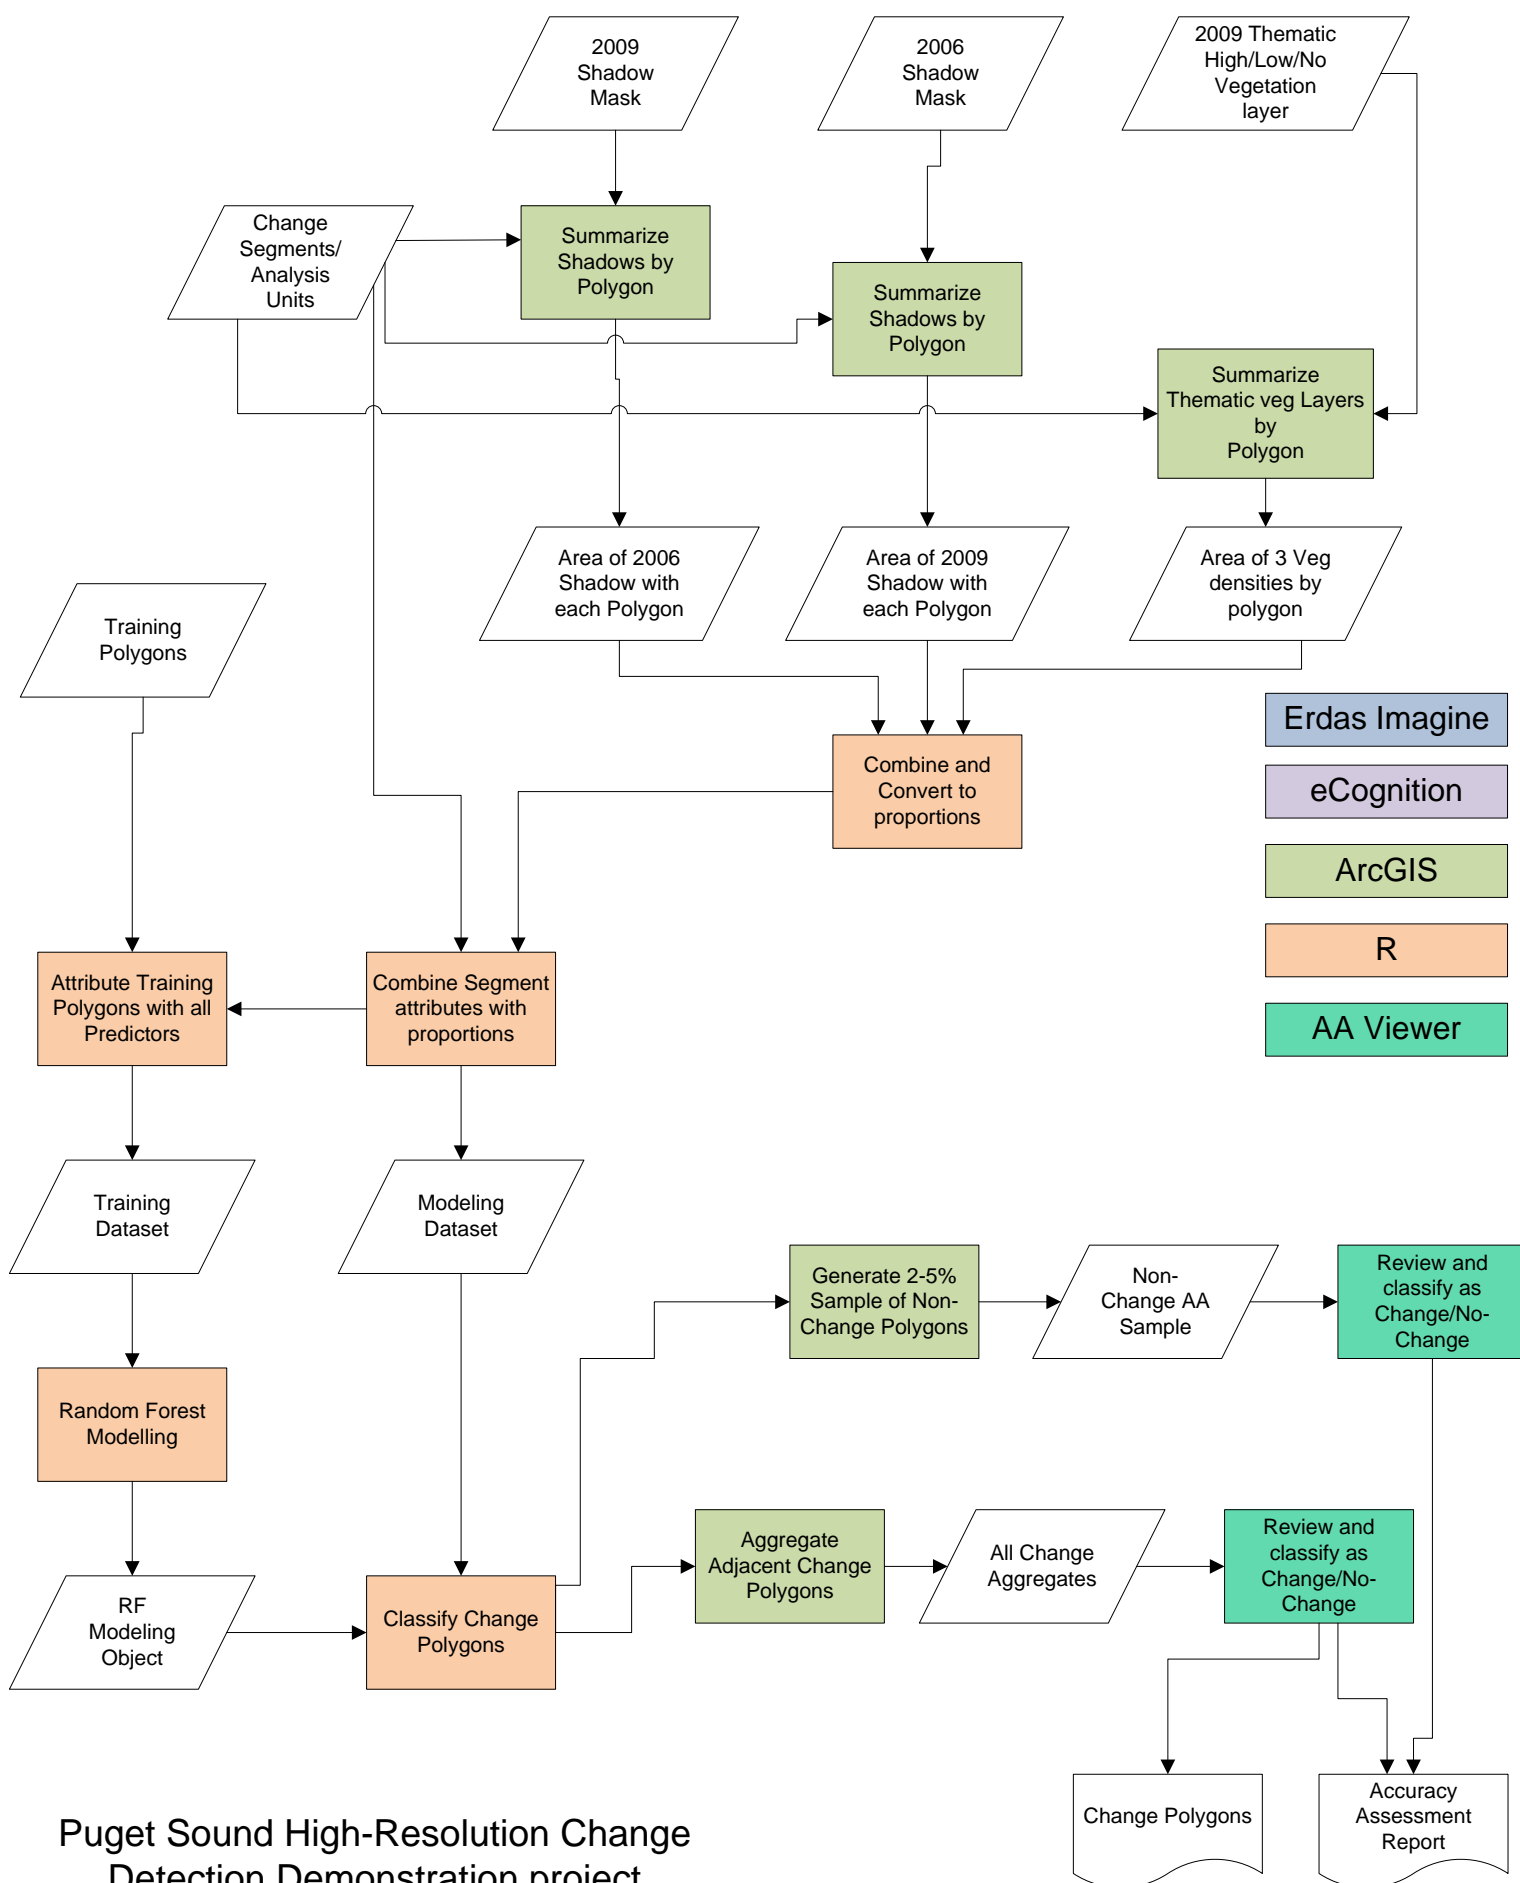 2009
Shadow
Mask
2006
Shadow
Mask
2009 Thematic
High/Low/No
Vegetation
layer
Change
Segments/
Analysis
Units
Summarize
Shadows by
Polygon
Summarize
Shadows by
Polygon
Summarize
Thematic veg Layers
by
Polygon
Area of 2006
Shadow with
each Polygon
Area of 2009
Shadow with
each Polygon
Area of 3 Veg
densities by
polygon
Training
Polygons
Combine and
Convert to
proportions
Erdas Imagine
eCognition
ArcGIS
R
AA Viewer
Attribute Training
Polygons with all
Predictors
Combine Segment
attributes with
proportions
Training
Dataset
Modeling
Dataset
Generate 2-5%
Sample of Non-
Change Polygons
Non-
Change AA
Sample
Review and
classify as
Change/No-
Change
Random Forest
Modelling
Aggregate
Adjacent Change
Polygons
All Change
Aggregates
Review and
classify as
Change/No-
Change
RF
Modeling
Object
Classify Change
Polygons
Change Polygons
Accuracy
Assessment
Report
Puget Sound High-Resolution Change
Detection Demonstration project